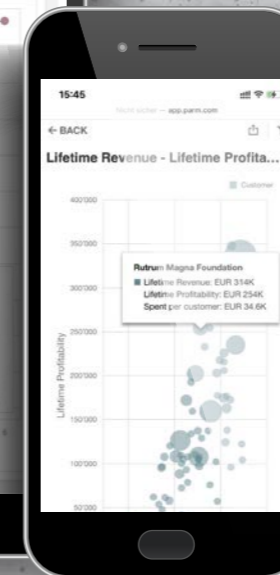 15:45
Nicht sicher — app.parm.com
← BACK
Lifetime Revenue - Lifetime Profita...
Customer
400'000
350'000
Rutrum Magna Foundation
Lifetime Revenue: EUR 314K
Lifetime Profitability: EUR 254K
Spent per customer: EUR 34.6K
300'000
250'000
Lifetime Profitability
200'000
150'000
100'000
50'000